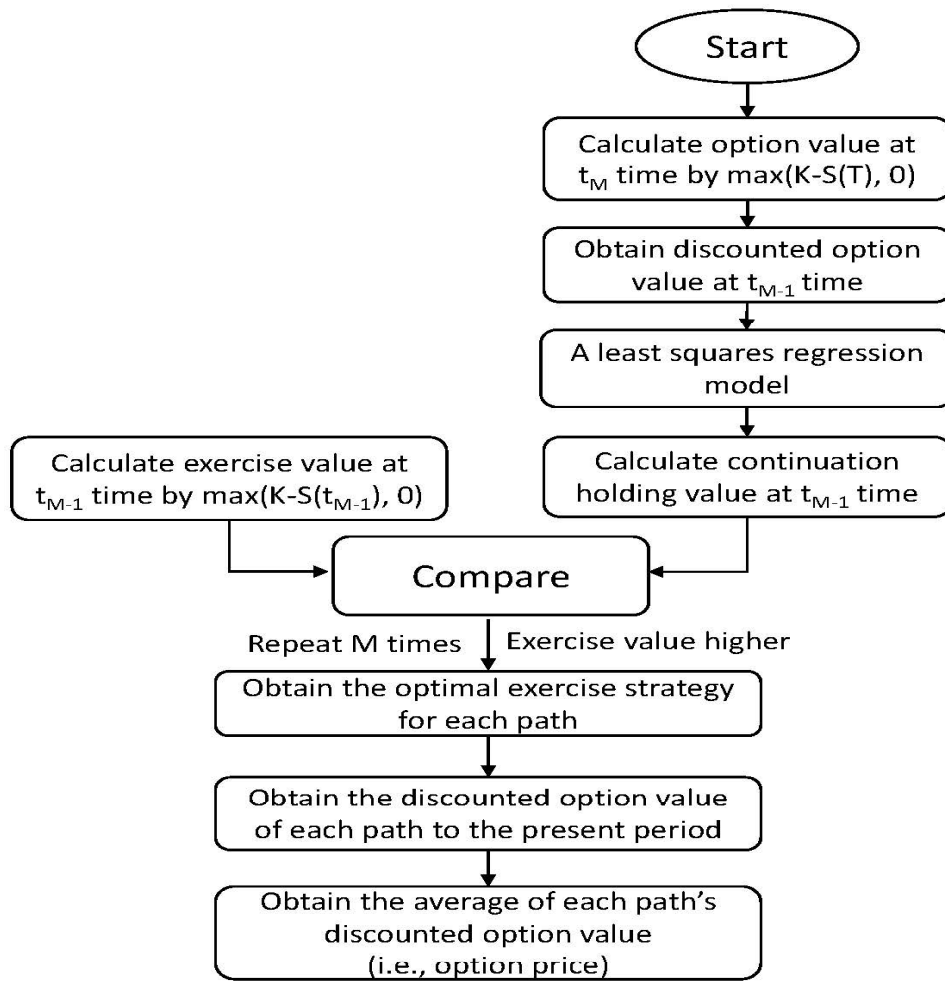 Start
Calculate option value at
t_M time by max(K-S(T), 0)
Obtain discounted option
value at t_M-1 time
A least squares regression
model
Calculate exercise value at
t_M-1 time by max(K-S(t_M-1), 0)
Calculate continuation
holding value at t_M-1 time
Compare
Repeat M times
Exercise value higher
Obtain the optimal exercise strategy
for each path
Obtain the discounted option value
of each path to the present period
Obtain the average of each path’s
discounted option value
(i.e., option price)